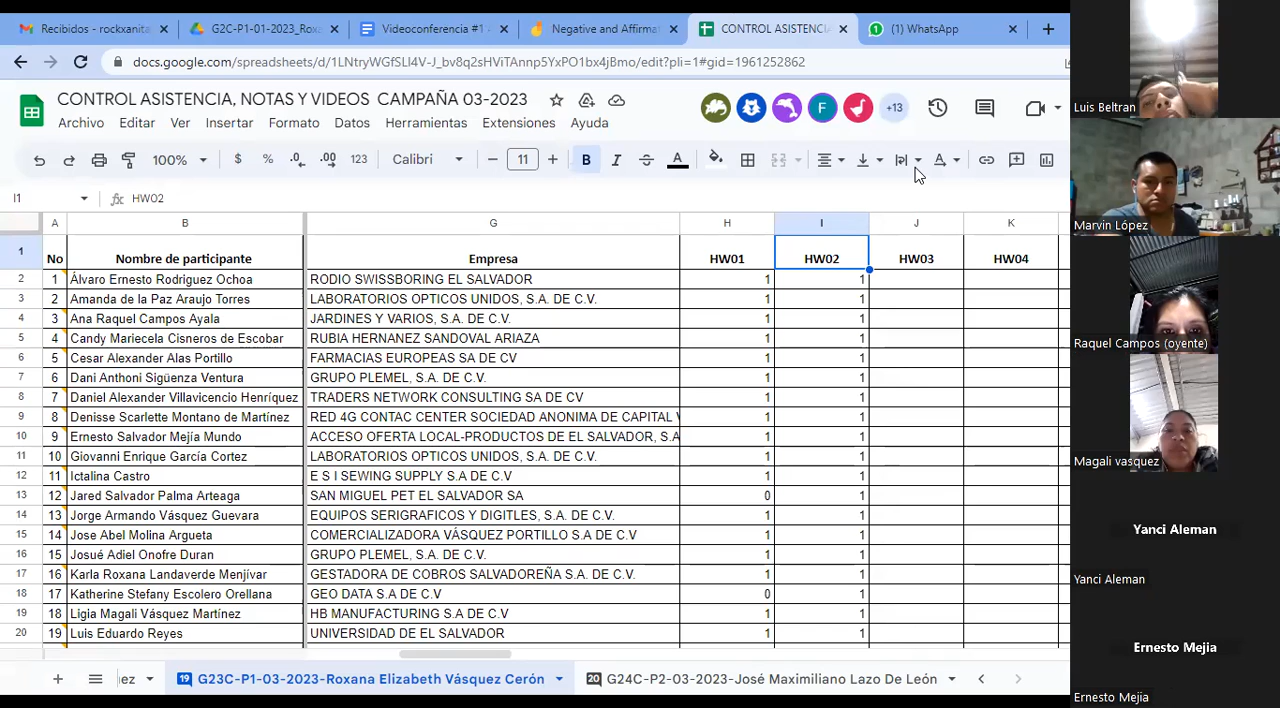 Recibidos - rockxanita
G2C-P1-01-2023_Roxa
Videoconferencia #1
Negative and Affirmat
CONTROL ASISTENCIA
(1) WhatsApp
docs.google.com/spreadsheets/d/1LNtryWGfSLl4V-J_bv8q2sHViTAnnp5YxPO1bx4jBmo/edit?pli=1#gid=1961252862
CONTROL ASISTENCIA, NOTAS Y VIDEOS CAMPAÑA 03-2023
F
+13
Archivo Editar Ver Insertar Formato Datos Herramientas Extensiones Ayuda
100% $ % .0 .00 123 Calibri − 11 + B I A
I1 fx HW02
A B G H I J K
1 No Nombre de participante Empresa HW01 HW02 HW03 HW04
2 1 Álvaro Ernesto Rodriguez Ochoa RODIO SWISSBORING EL SALVADOR 1 1
3 2 Amanda de la Paz Araujo Torres LABORATORIOS OPTICOS UNIDOS, S.A. DE C.V. 1 1
4 3 Ana Raquel Campos Ayala JARDINES Y VARIOS, S.A. DE C.V. 1 1
5 4 Candy Mariecela Cisneros de Escobar RUBIA HERNANEZ SANDOVAL ARIAZA 1 1
6 5 Cesar Alexander Alas Portillo FARMACIAS EUROPEAS SA DE CV 1 1
7 6 Dani Anthoni Sigüenza Ventura GRUPO PLEMEL, S.A. DE C.V. 1 1
8 7 Daniel Alexander Villavicencio Henríquez TRADERS NETWORK CONSULTING SA DE CV 1 1
9 8 Denisse Scarlette Montano de Martínez RED 4G CONTAC CENTER SOCIEDAD ANONIMA DE CAPITAL V 1 1
10 9 Ernesto Salvador Mejía Mundo ACCESO OFERTA LOCAL-PRODUCTOS DE EL SALVADOR, S.A 1 1
11 10 Giovanni Enrique García Cortez LABORATORIOS OPTICOS UNIDOS, S.A. DE C.V. 1 1
12 11 Ictalina Castro E S I SEWING SUPPLY S.A DE C.V 1 1
13 12 Jared Salvador Palma Arteaga SAN MIGUEL PET EL SALVADOR SA 0 1
14 13 Jorge Armando Vásquez Guevara EQUIPOS SERIGRAFICOS Y DIGITLES, S.A. DE C.V. 1 1
15 14 Jose Abel Molina Argueta COMERCIALIZADORA VÁSQUEZ PORTILLO S.A DE C.V 1 1
16 15 Josué Adiel Onofre Duran GRUPO PLEMEL, S.A. DE C.V. 1 1
17 16 Karla Roxana Landaverde Menjívar GESTADORA DE COBROS SALVADOREÑA S.A. DE C.V. 1 1
18 17 Katherine Stefany Escolero Orellana GEO DATA S.A DE C.V 0 1
19 18 Ligia Magali Vásquez Martínez HB MANUFACTURING S.A DE C.V 1 1
20 19 Luis Eduardo Reyes UNIVERSIDAD DE EL SALVADOR 1 1
ez 19 G23C-P1-03-2023-Roxana Elizabeth Vásquez Cerón 20 G24C-P2-03-2023-José Maximiliano Lazo De León
Luis Beltran
Marvin López
Raquel Campos (oyente)
Magali vasquez
Yanci Aleman
Yanci Aleman
Ernesto Mejia
Ernesto Mejia